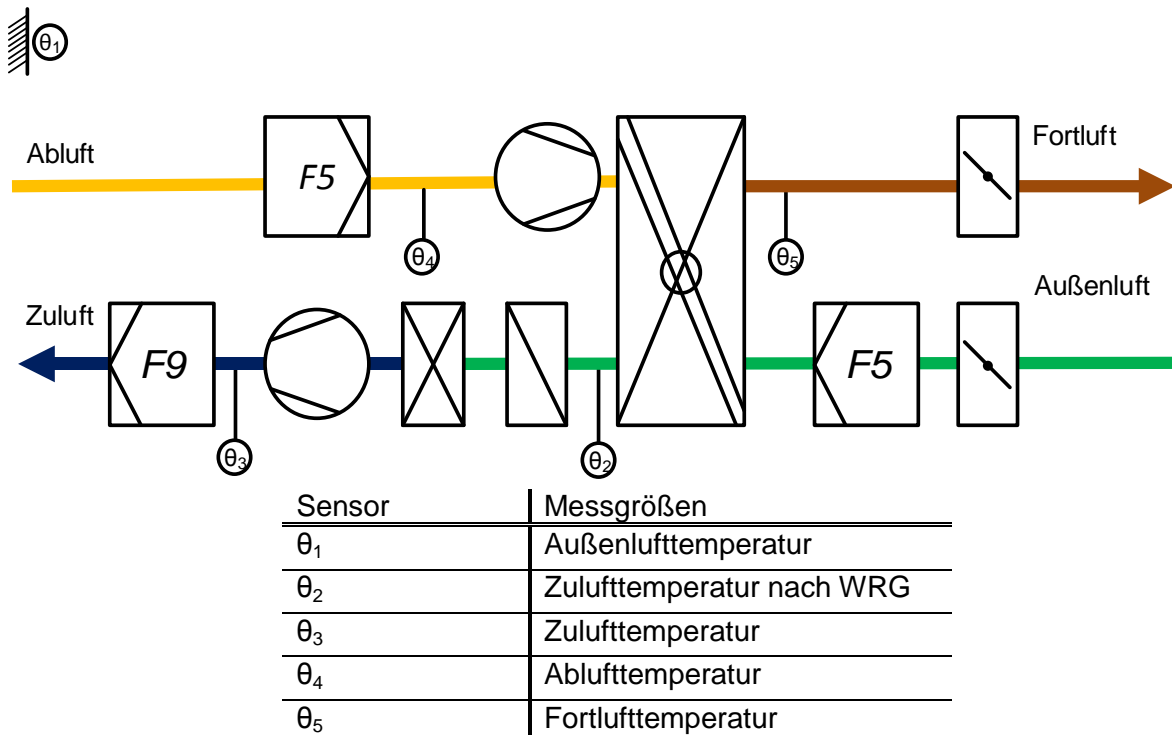 θ1
Abluft
F5
Fortluft
θ4
θ5
Zuluft
F9
F5
Außenluft
θ3
θ2
Sensor Messgrößen
θ1 Außenlufttemperatur
θ2 Zulufttemperatur nach WRG
θ3 Zulufttemperatur
θ4 Ablufttemperatur
θ5 Fortlufttemperatur